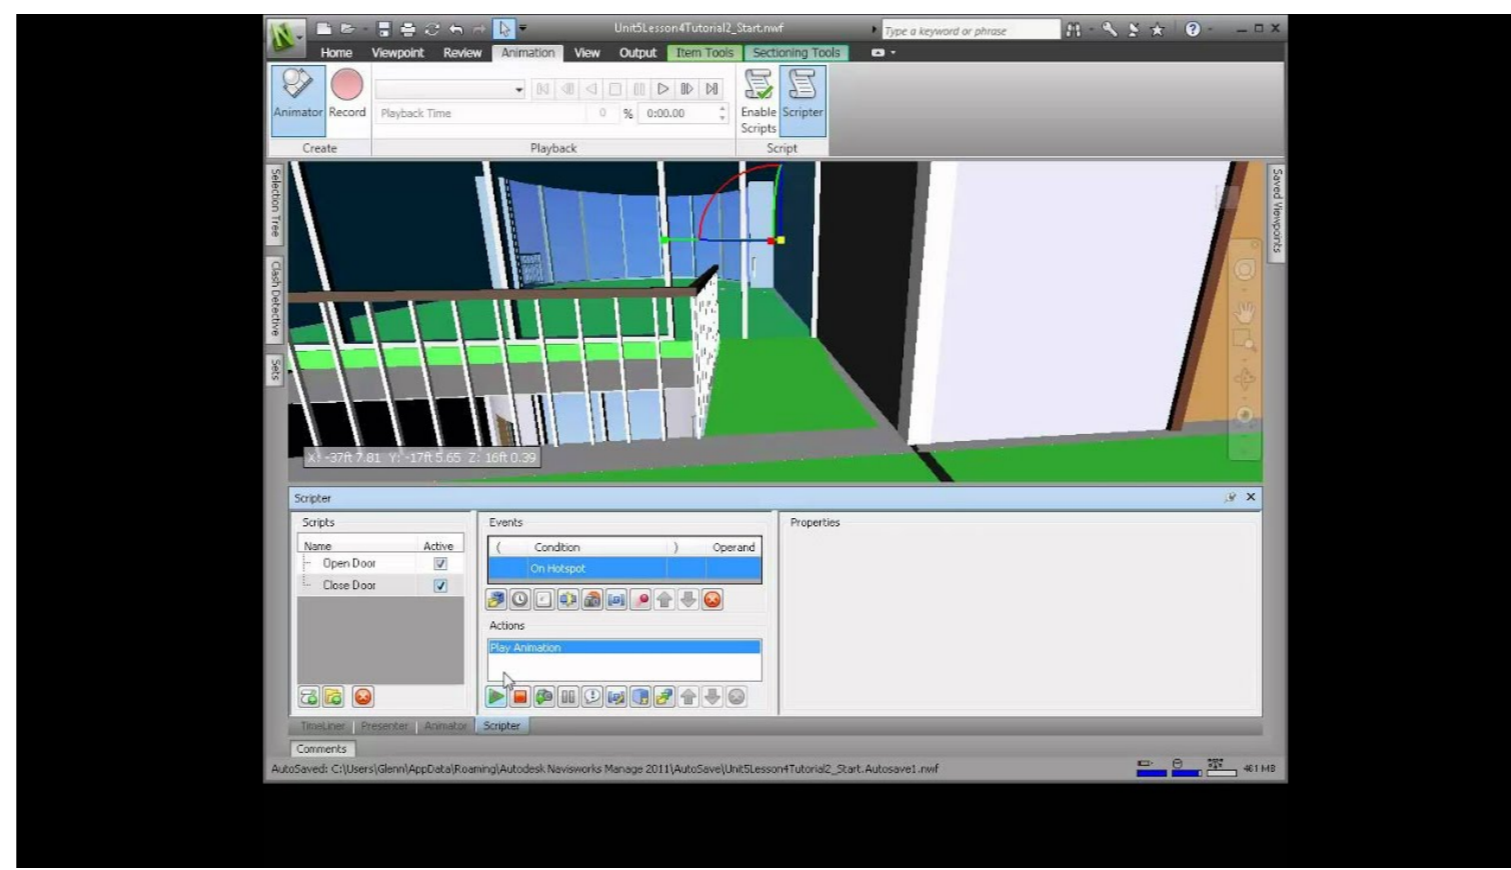 Unit5Lesson4Tutorial2_Start.nwf
Type a keyword or phrase
Home Viewpoint Review Animation View Output Item Tools Sectioning Tools
Animator Record
Playback Time 0 % 0:00.00
Enable Scripts
Scripter
Create Playback Script
Selection Tree
Clash Detective
Sets
Saved Viewpoints
X: -37ft 7.81 Y: -17ft 5.65 Z: 16ft 0.39
Scripter
Scripts Events Properties
Name Active
( Condition ) Operand
Open Door
On Hotspot
Close Door
Actions
Play Animation
TimeLiner Presenter Animator Scripter
Comments
AutoSaved: C:\Users\Glenn\AppData\Roaming\Autodesk Navisworks Manage 2011\AutoSave\Unit5Lesson4Tutorial2_Start.Autosave1.nwf
461 MB